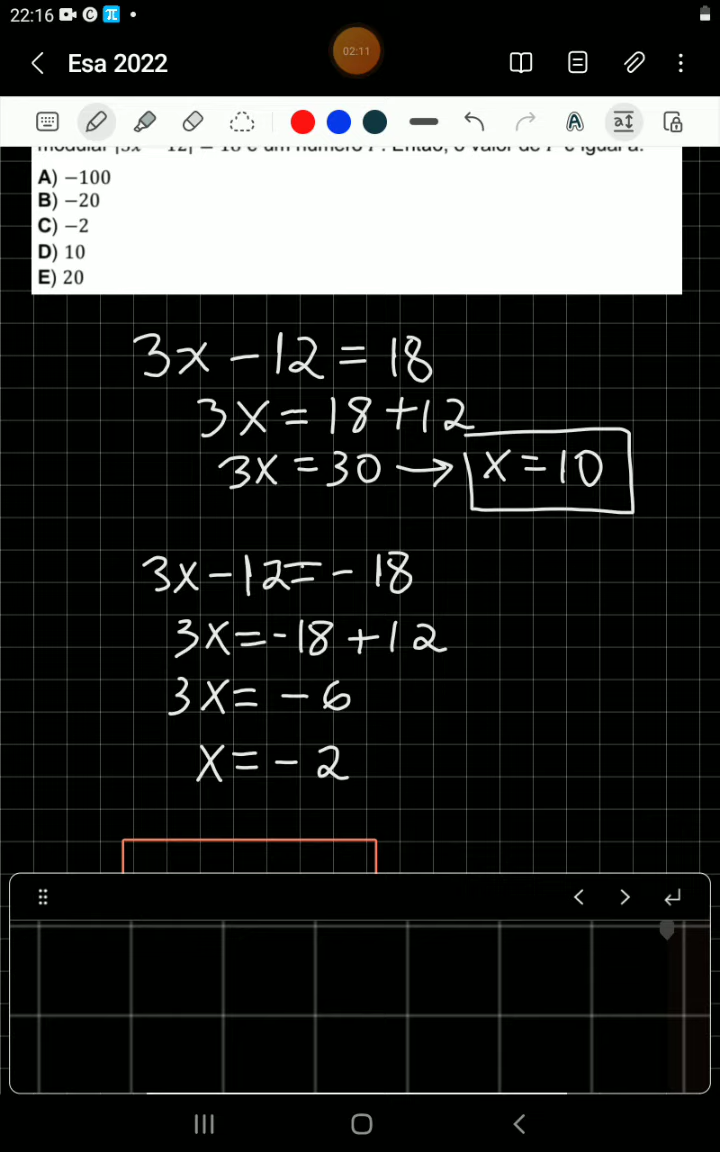 22:16
02:11
Esa 2022
A) −100
B) −20
C) −2
D) 10
E) 20
3x − 12 = 18
3x = 18 + 12
3x = 30 → x = 10
3x − 12 = − 18
3x = -18 + 12
3x = − 6
x = − 2